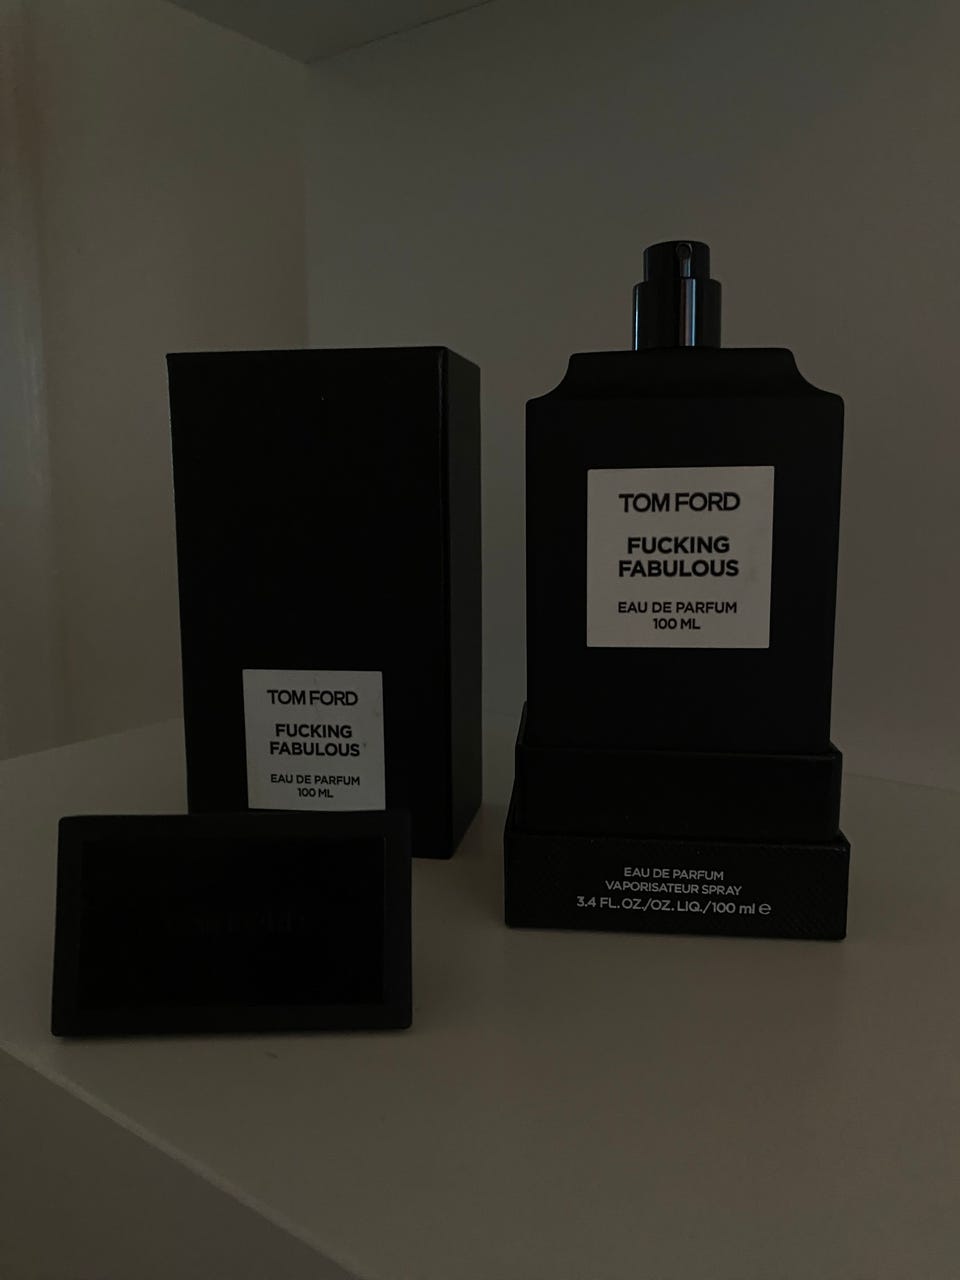 TOM FORD
FUCKING
FABULOUS
EAU DE PARFUM
100 ML
TOM FORD
FUCKING
FABULOUS
EAU DE PARFUM
100 ML
EAU DE PARFUM
VAPORISATEUR SPRAY
3.4 FL. OZ./OZ. LIQ./100 ml ℮